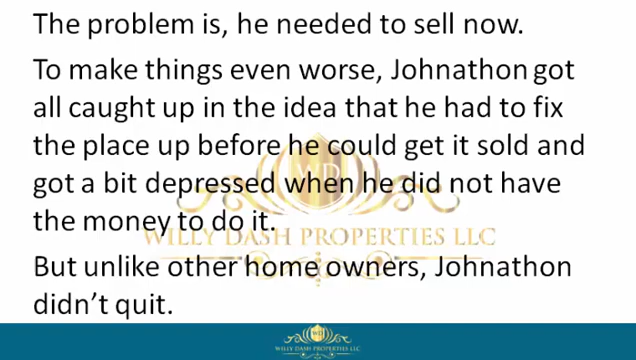 The problem is, he needed to sell now.
To make things even worse, Johnathon got
all caught up in the idea that he had to fix
the place up before he could get it sold and
got a bit depressed when he did not have
the money to do it.
WILLY DASH PROPERTIES LLC
But unlike other home owners, Johnathon
didn’t quit.
WILLY DASH PROPERTIES LLC